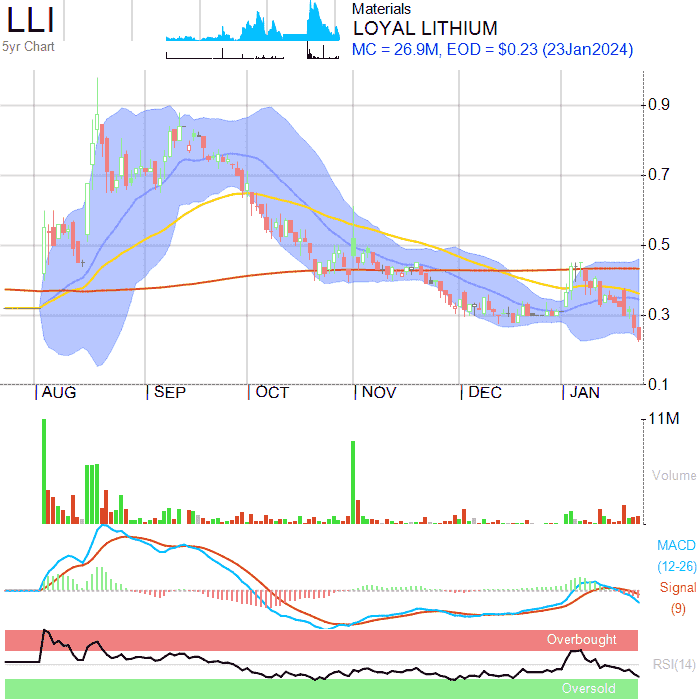 LLI
5yr Chart
Materials
LOYAL LITHIUM
MC = 26.9M, EOD = $0.23 (23Jan2024)
0.9
0.7
0.5
0.3
0.1
AUG SEP OCT NOV DEC JAN
11M
Volume
MACD
(12-26)
Signal
(9)
Overbought
RSI(14)
Oversold